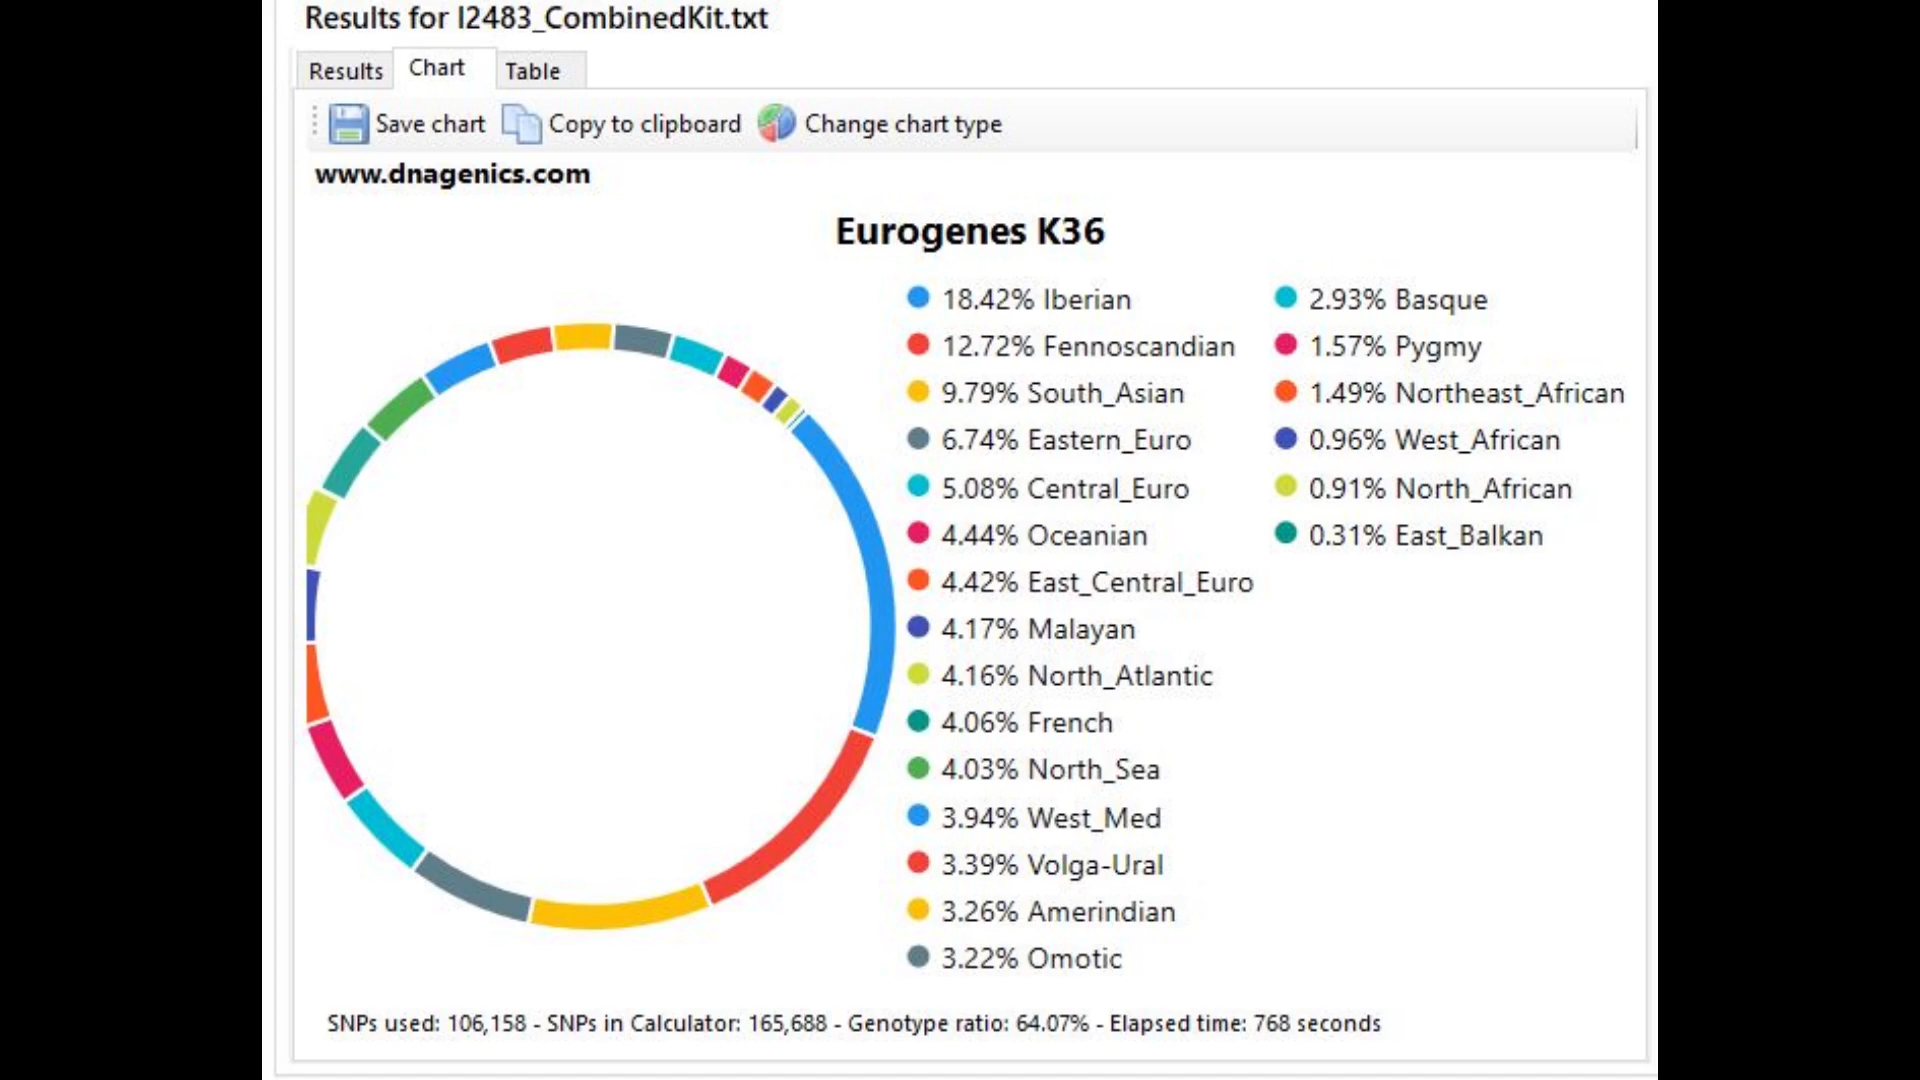 Results for I2483_CombinedKit.txt
Results Chart Table
Save chart Copy to clipboard Change chart type
www.dnagenics.com
Eurogenes K36
18.42% Iberian
12.72% Fennoscandian
9.79% South_Asian
6.74% Eastern_Euro
5.08% Central_Euro
4.44% Oceanian
4.42% East_Central_Euro
4.17% Malayan
4.16% North_Atlantic
4.06% French
4.03% North_Sea
3.94% West_Med
3.39% Volga-Ural
3.26% Amerindian
3.22% Omotic
2.93% Basque
1.57% Pygmy
1.49% Northeast_African
0.96% West_African
0.91% North_African
0.31% East_Balkan
SNPs used: 106,158 - SNPs in Calculator: 165,688 - Genotype ratio: 64.07% - Elapsed time: 768 seconds